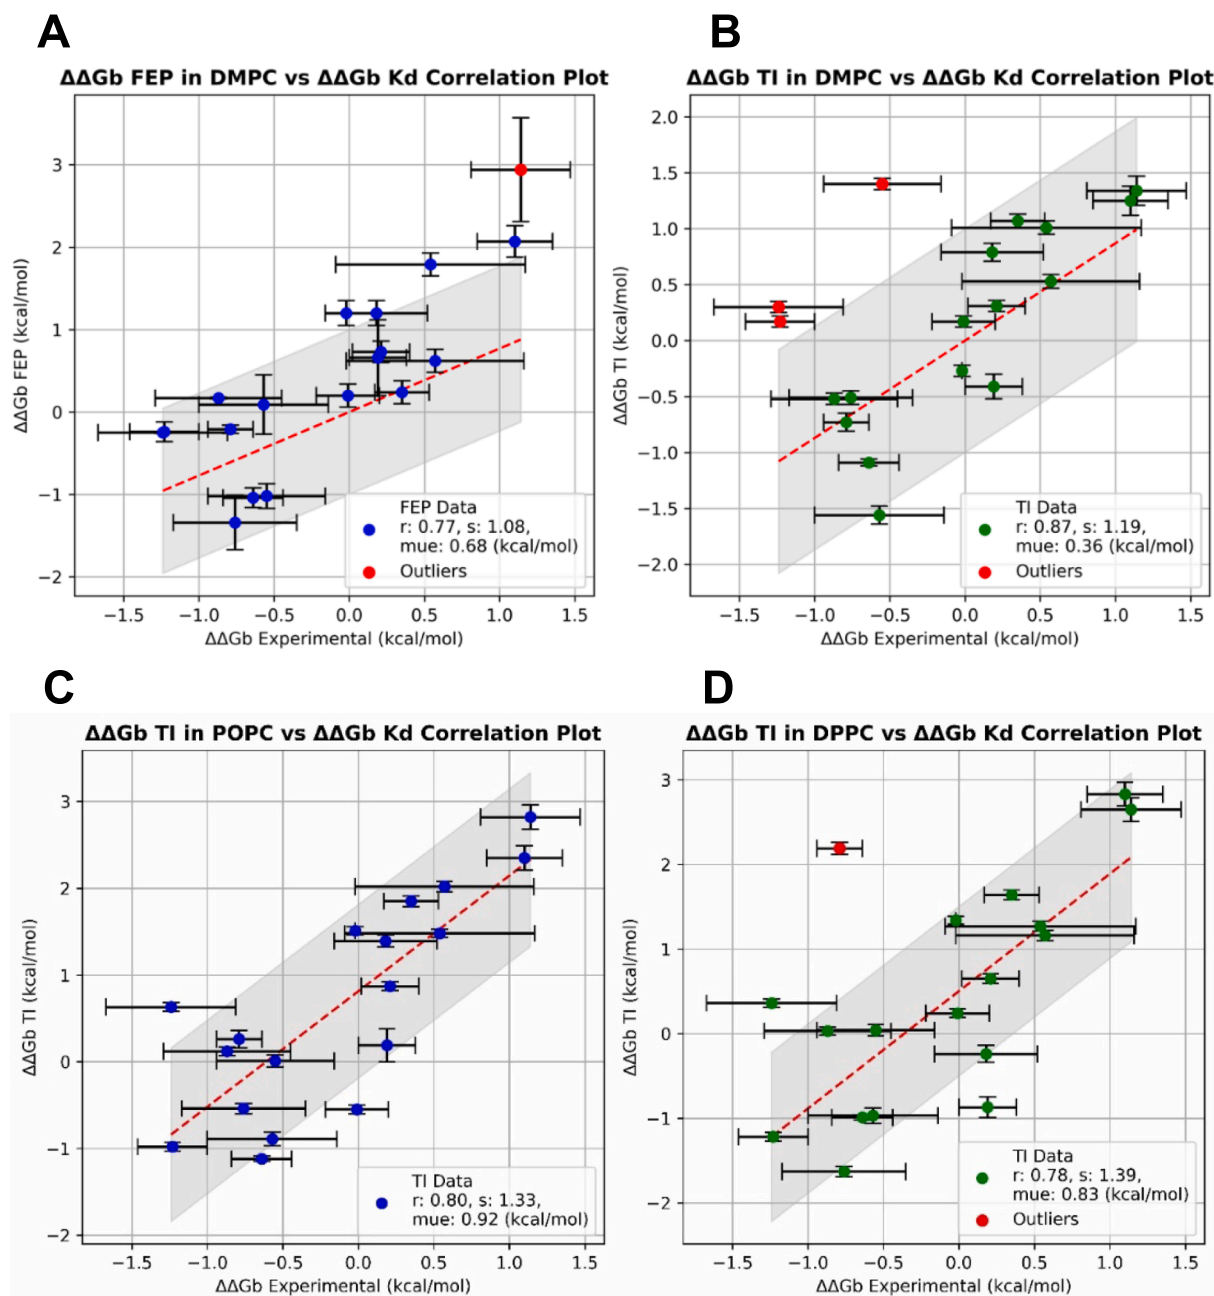 A
B
ΔΔGb FEP in DMPC vs ΔΔGb Kd Correlation Plot
ΔΔGb TI in DMPC vs ΔΔGb Kd Correlation Plot
ΔΔGb FEP (kcal/mol)
3
2
1
0
−1
−2
FEP Data
r: 0.77, s: 1.08,
mue: 0.68 (kcal/mol)
Outliers
−1.5 −1.0 −0.5 0.0 0.5 1.0 1.5
ΔΔGb Experimental (kcal/mol)
ΔΔGb TI (kcal/mol)
2.0
1.5
1.0
0.5
0.0
−0.5
−1.0
−1.5
−2.0
TI Data
r: 0.87, s: 1.19,
mue: 0.36 (kcal/mol)
Outliers
−1.5 −1.0 −0.5 0.0 0.5 1.0 1.5
ΔΔGb Experimental (kcal/mol)
C
D
ΔΔGb TI in POPC vs ΔΔGb Kd Correlation Plot
ΔΔGb TI in DPPC vs ΔΔGb Kd Correlation Plot
ΔΔGb TI (kcal/mol)
3
2
1
0
−1
−2
TI Data
r: 0.80, s: 1.33,
mue: 0.92 (kcal/mol)
−1.5 −1.0 −0.5 0.0 0.5 1.0
ΔΔGb Experimental (kcal/mol)
ΔΔGb TI (kcal/mol)
3
2
1
0
−1
−2
TI Data
r: 0.78, s: 1.39,
mue: 0.83 (kcal/mol)
Outliers
−1.5 −1.0 −0.5 0.0 0.5 1.0 1.5
ΔΔGb Experimental (kcal/mol)